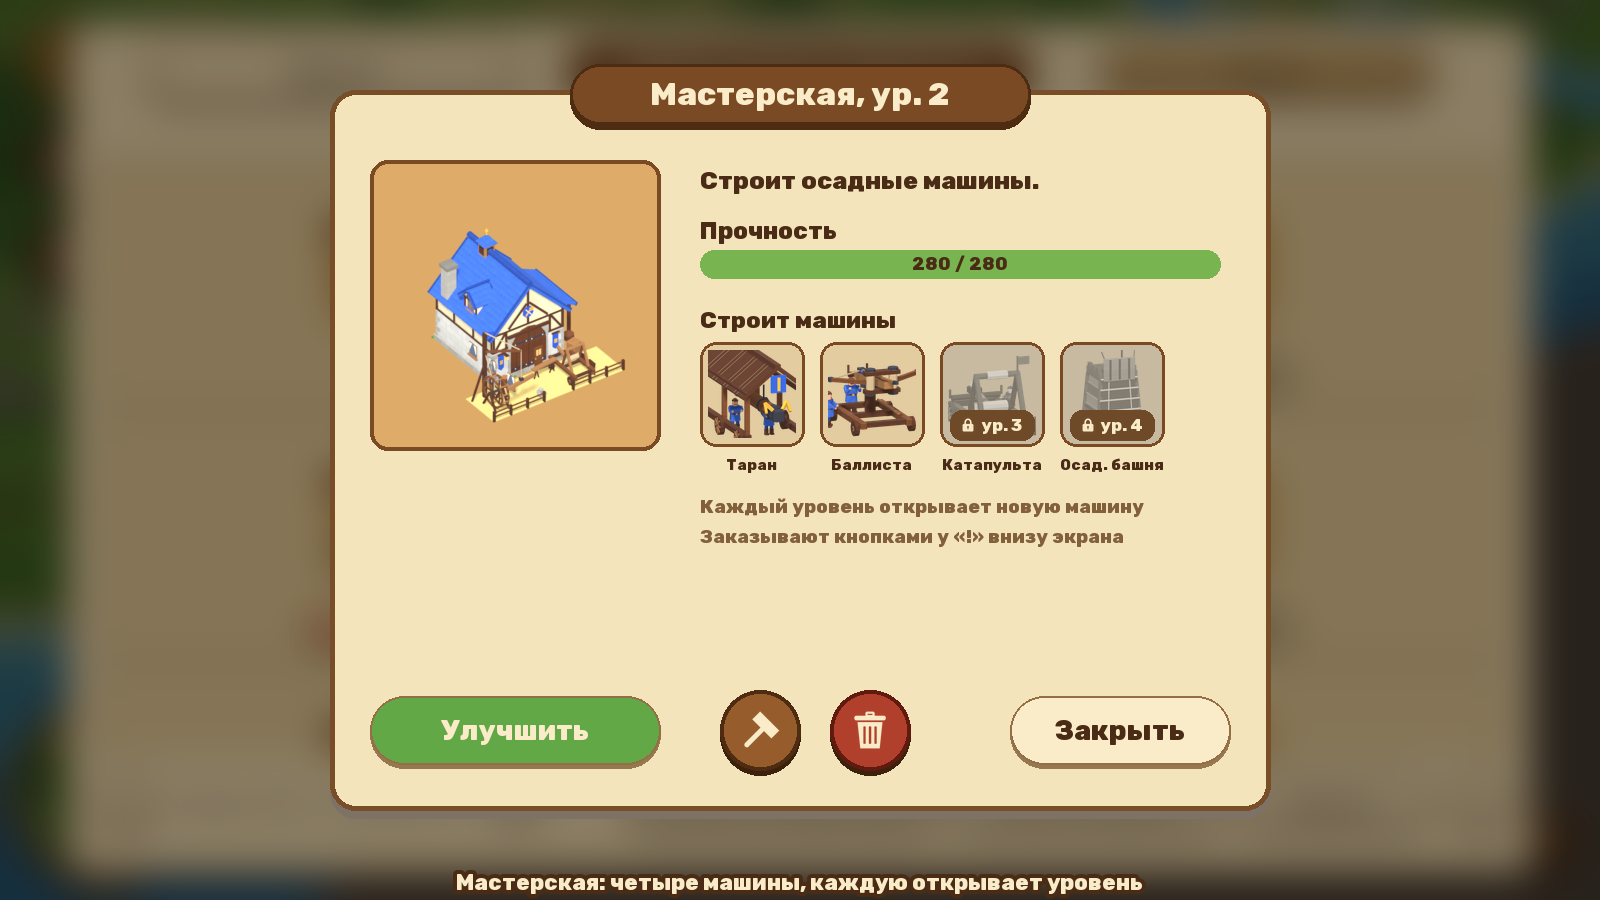 Мастерская, ур. 2
Строит осадные машины.
Прочность
280 / 280
Строит машины
ур. 3
ур. 4
Таран
Баллиста
Катапульта
Осад. башня
Каждый уровень открывает новую машину
Заказывают кнопками у «!» внизу экрана
Улучшить
Закрыть
Мастерская: четыре машины, каждую открывает уровень